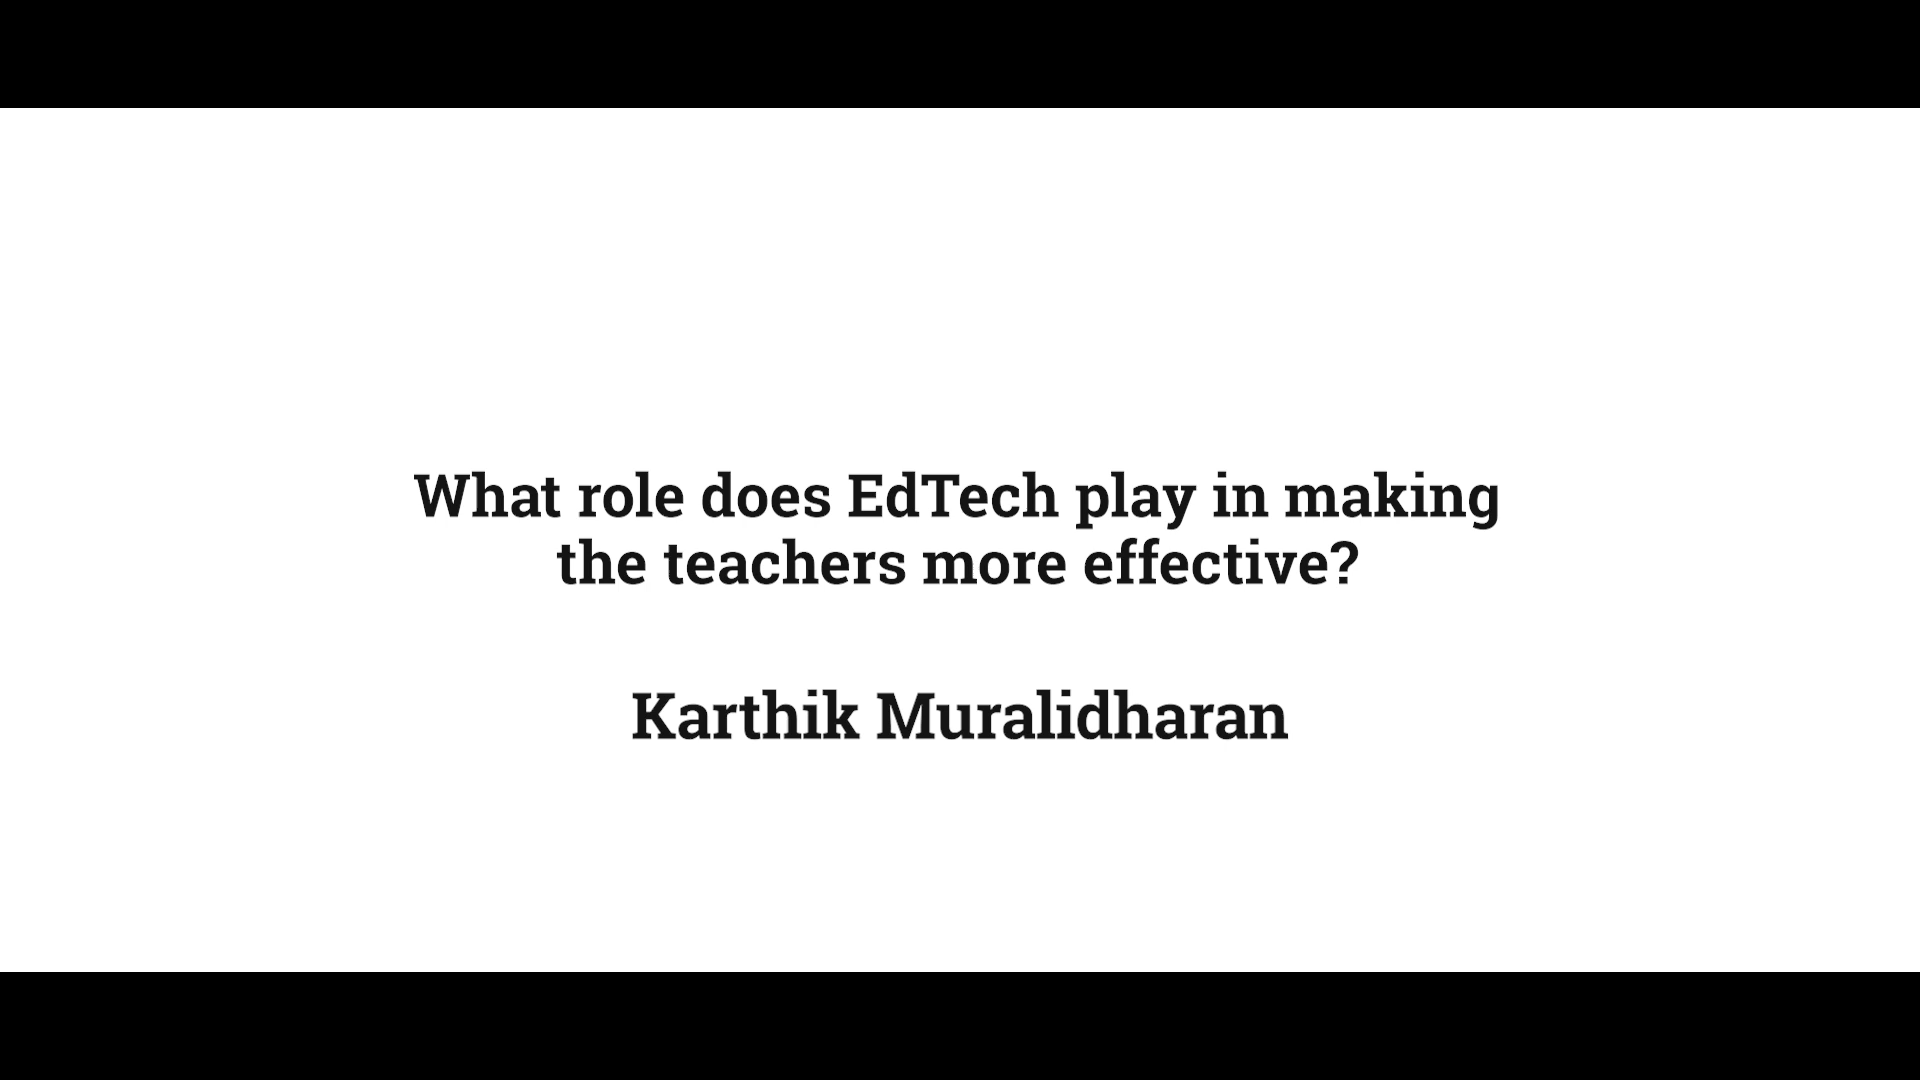 What role does EdTech play in making
the teachers more effective?
Karthik Muralidharan